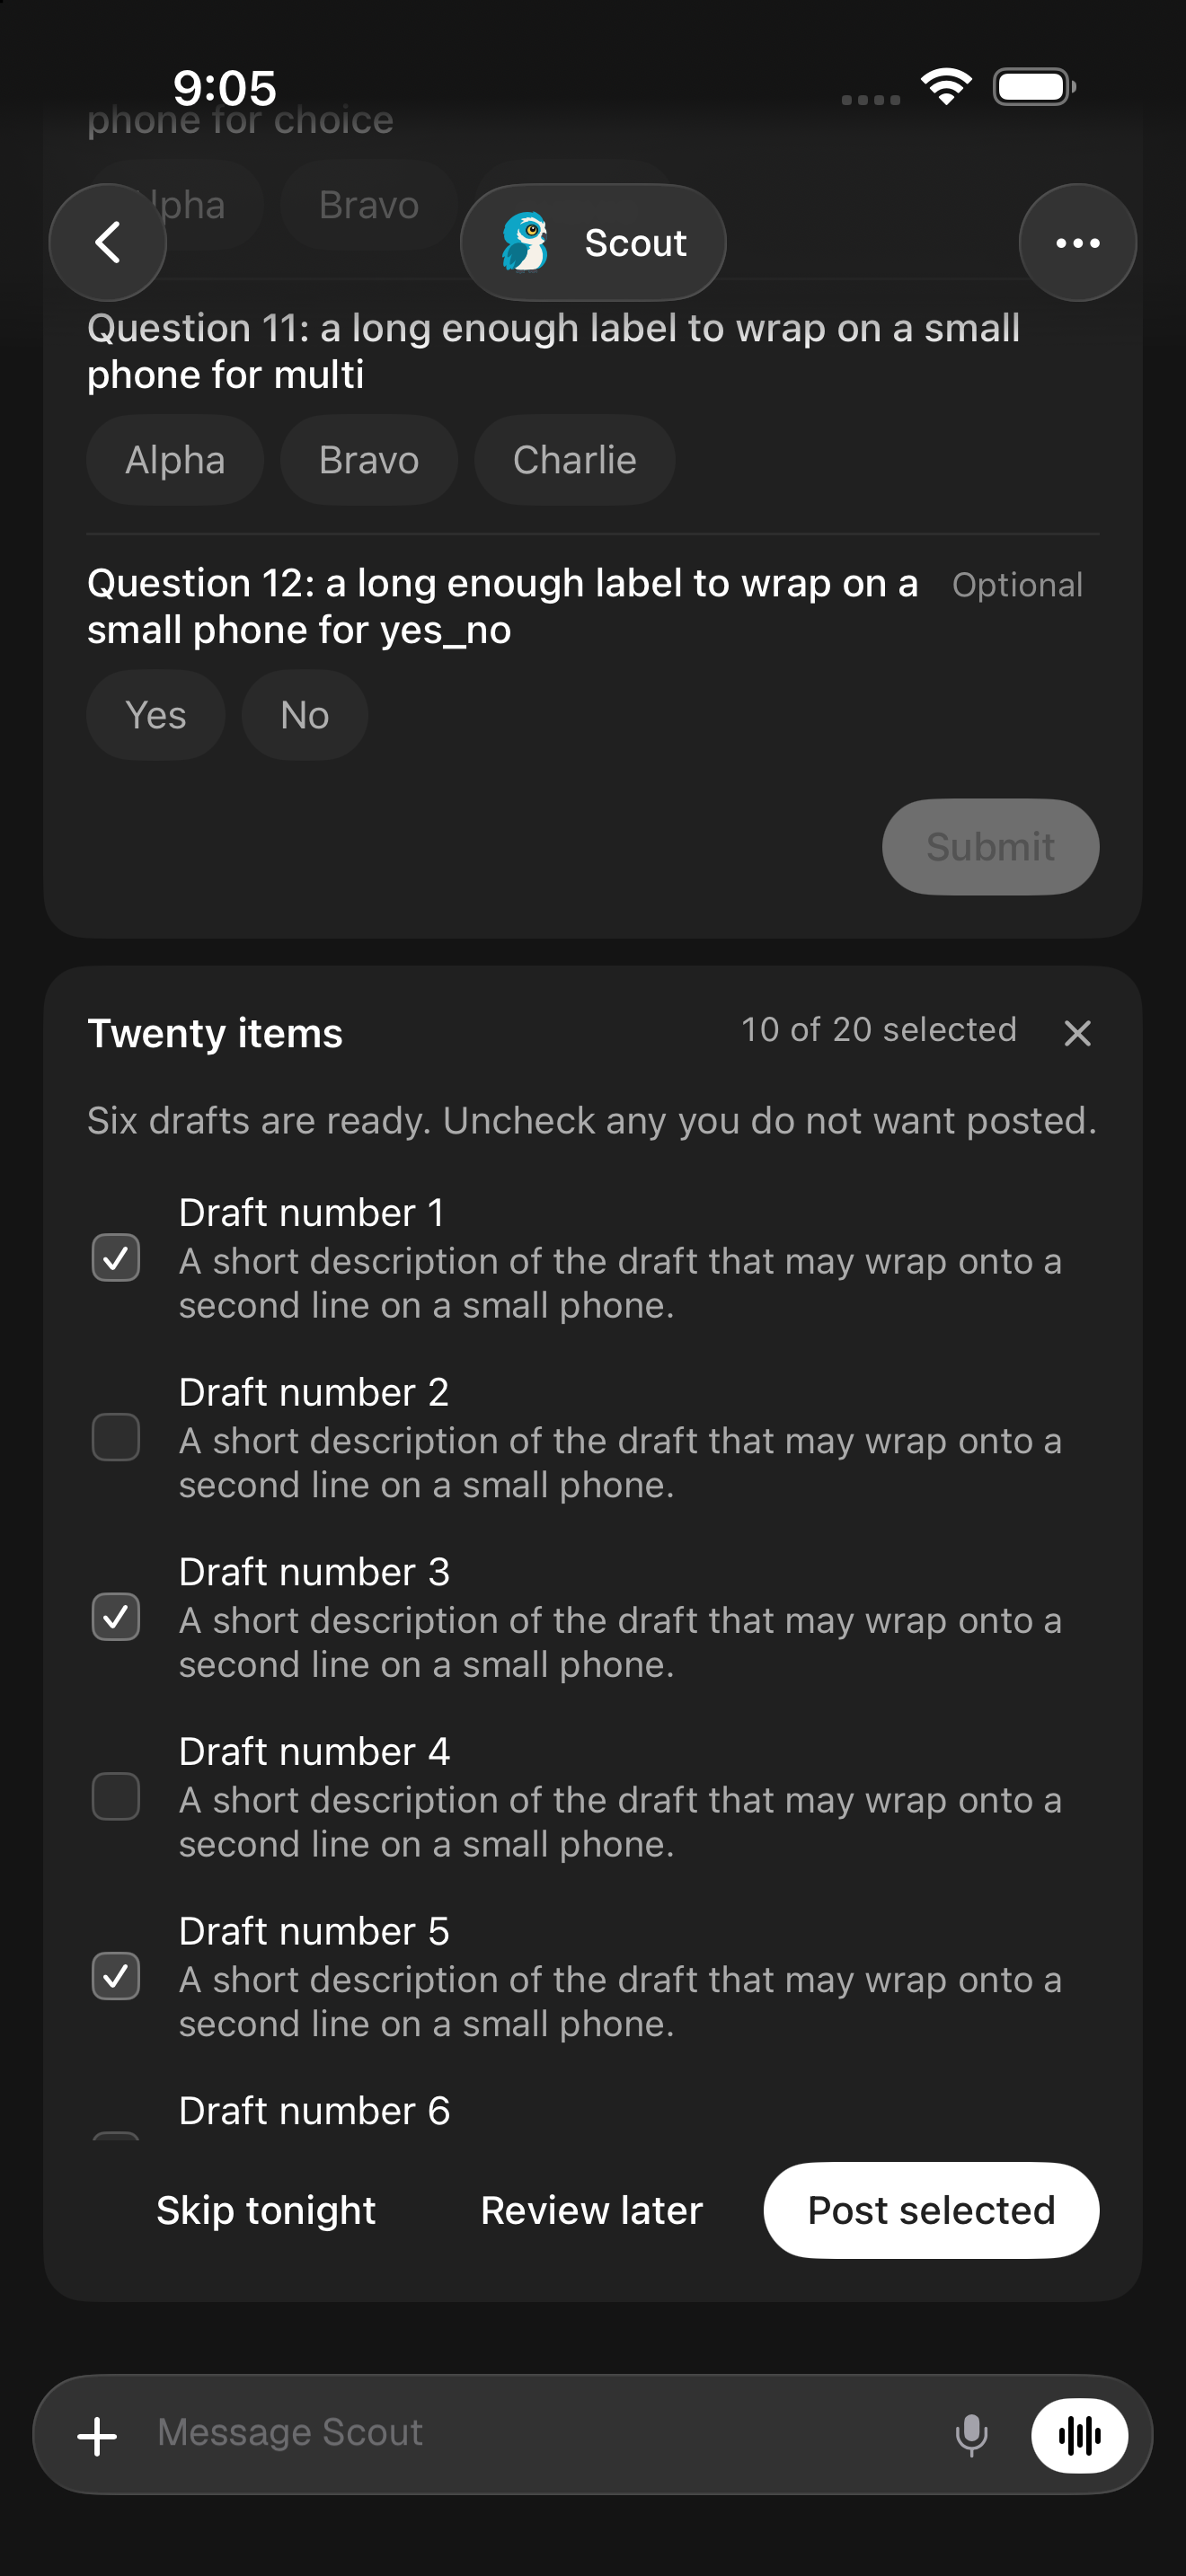 9:05
phone for choice
Alpha Bravo
Scout
Question 11: a long enough label to wrap on a small
phone for multi
Alpha Bravo Charlie
Question 12: a long enough label to wrap on a
small phone for yes_no
Optional
Yes No
Submit
Twenty items
10 of 20 selected
Six drafts are ready. Uncheck any you do not want posted.
Draft number 1
A short description of the draft that may wrap onto a
second line on a small phone.
Draft number 2
A short description of the draft that may wrap onto a
second line on a small phone.
Draft number 3
A short description of the draft that may wrap onto a
second line on a small phone.
Draft number 4
A short description of the draft that may wrap onto a
second line on a small phone.
Draft number 5
A short description of the draft that may wrap onto a
second line on a small phone.
Draft number 6
Skip tonight Review later Post selected
Message Scout